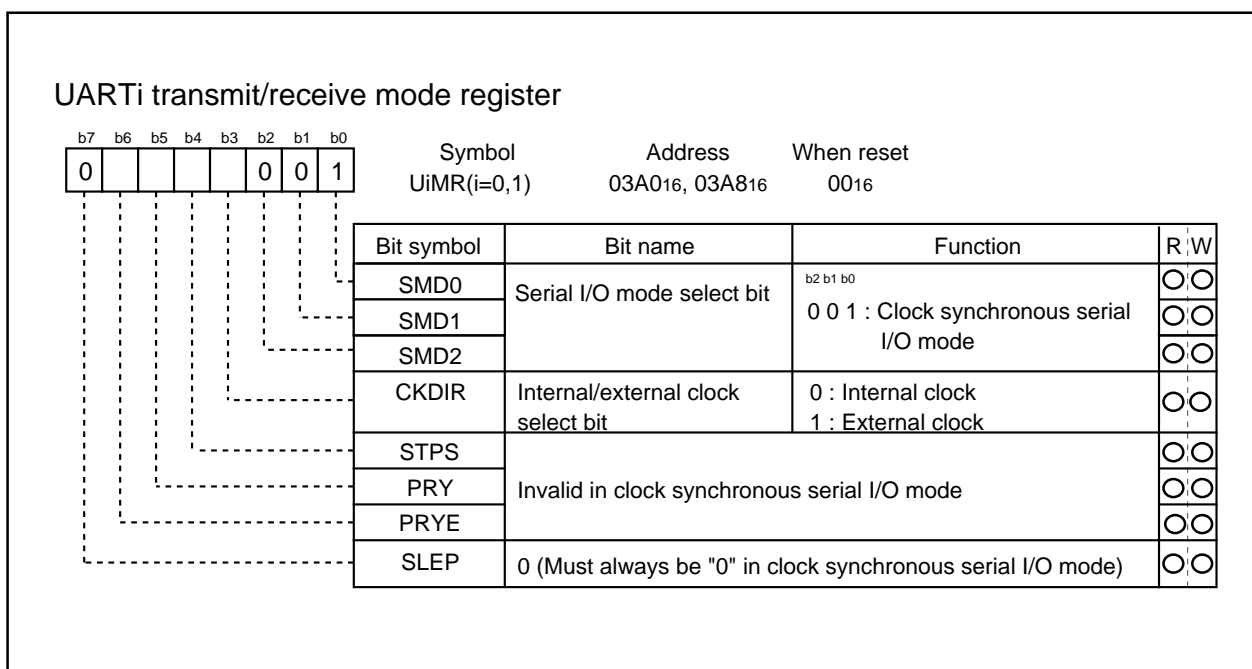 UARTi transmit/receive mode register
b7 b6 b5 b4 b3 b2 b1 b0
0 0 0 1
Symbol Address When reset
UiMR(i=0,1) 03A016, 03A816 0016
Bit symbol Bit name Function R W
SMD0 Serial I/O mode select bit b2 b1 b0
SMD1 0 0 1 : Clock synchronous serial
SMD2 I/O mode
CKDIR Internal/external clock 0 : Internal clock
select bit 1 : External clock
STPS
PRY Invalid in clock synchronous serial I/O mode
PRYE
SLEP 0 (Must always be "0" in clock synchronous serial I/O mode)